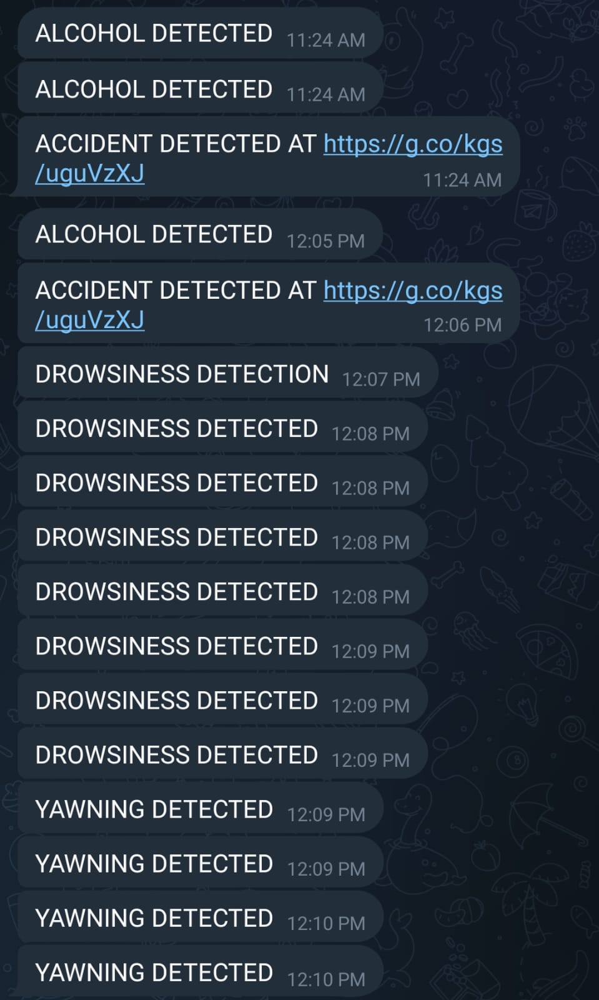 ALCOHOL DETECTED 11:24 AM
ALCOHOL DETECTED 11:24 AM
ACCIDENT DETECTED AT https://g.co/kgs
/uguVzXJ 11:24 AM
ALCOHOL DETECTED 12:05 PM
ACCIDENT DETECTED AT https://g.co/kgs
/uguVzXJ 12:06 PM
DROWSINESS DETECTION 12:07 PM
DROWSINESS DETECTED 12:08 PM
DROWSINESS DETECTED 12:08 PM
DROWSINESS DETECTED 12:08 PM
DROWSINESS DETECTED 12:08 PM
DROWSINESS DETECTED 12:09 PM
DROWSINESS DETECTED 12:09 PM
DROWSINESS DETECTED 12:09 PM
YAWNING DETECTED 12:09 PM
YAWNING DETECTED 12:09 PM
YAWNING DETECTED 12:10 PM
YAWNING DETECTED 12:10 PM